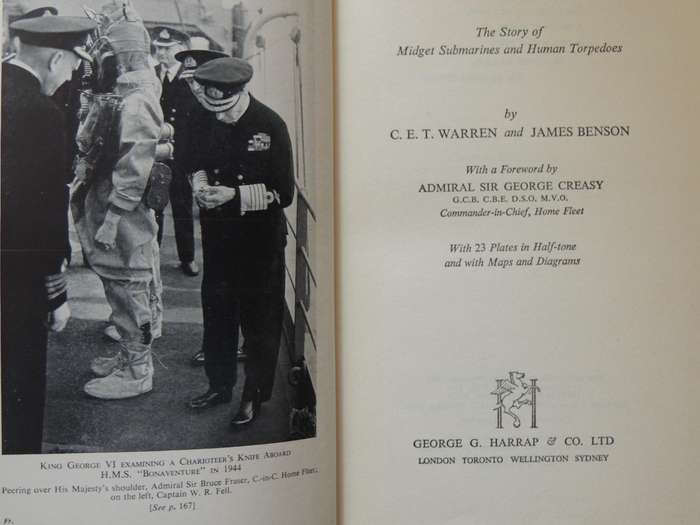 KING GEORGE VI EXAMINING A CHARIOTEER'S KNIFE ABOARD
H.M.S. "BONAVENTURE" IN 1944
Peering over His Majesty's shoulder, Admiral Sir Bruce Fraser, C.-in-C. Home Fleet;
on the left, Captain W. R. Fell.
[See p. 167]
Fr.
The Story of
Midget Submarines and Human Torpedoes
by
C. E. T. WARREN and JAMES BENSON
With a Foreword by
ADMIRAL SIR GEORGE CREASY
G.C.B. C.B.E. D.S.O. M.V.O.
Commander-in-Chief, Home Fleet
With 23 Plates in Half-tone
and with Maps and Diagrams
GEORGE G. HARRAP & CO. LTD
LONDON TORONTO WELLINGTON SYDNEY